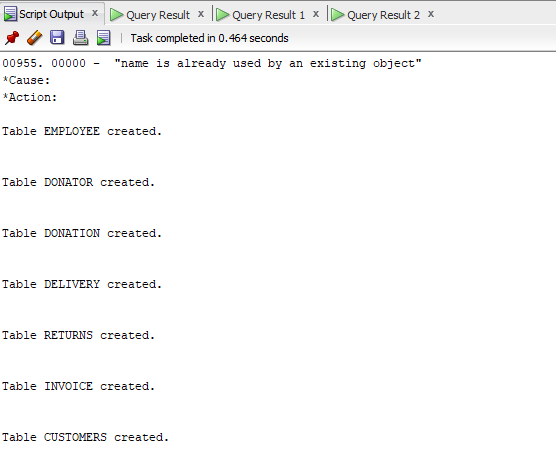 Script Output x Query Result x Query Result 1 x Query Result 2 x
Task completed in 0.464 seconds
00955. 00000 - "name is already used by an existing object"
*Cause:
*Action:
Table EMPLOYEE created.
Table DONATOR created.
Table DONATION created.
Table DELIVERY created.
Table RETURNS created.
Table INVOICE created.
Table CUSTOMERS created.